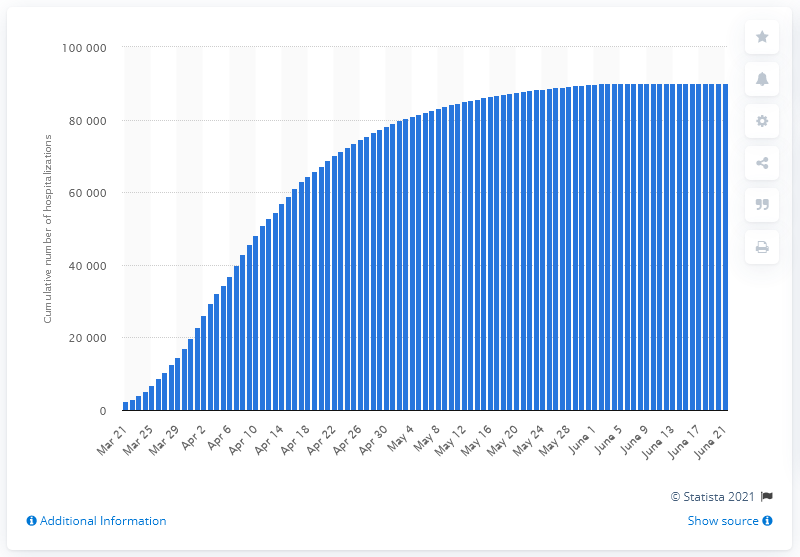 100 000
80 000
60 000
40 000
20 000
0
Cumulative number of hospitalizations
Mar 21
Mar 25
Mar 29
Apr 2
Apr 6
Apr 10
Apr 14
Apr 18
Apr 22
Apr 26
Apr 30
May 4
May 8
May 12
May 16
May 20
May 24
May 28
June 1
June 5
June 9
June 13
June 17
June 21
© Statista 2021
Additional Information
Show source